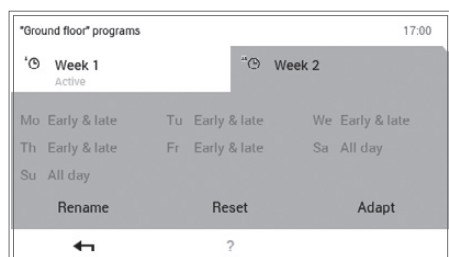 "Ground floor" programs 17:00
Week 1 Week 2
Active
Mo Early & late Tu Early & late We Early & late
Th Early & late Fr Early & late Sa All day
Su All day
Rename Reset Adapt
?